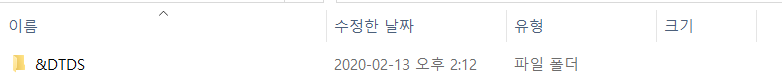 이름 수정한 날짜 유형 크기
&DTDS 2020-02-13 오후 2:12 파일 폴더